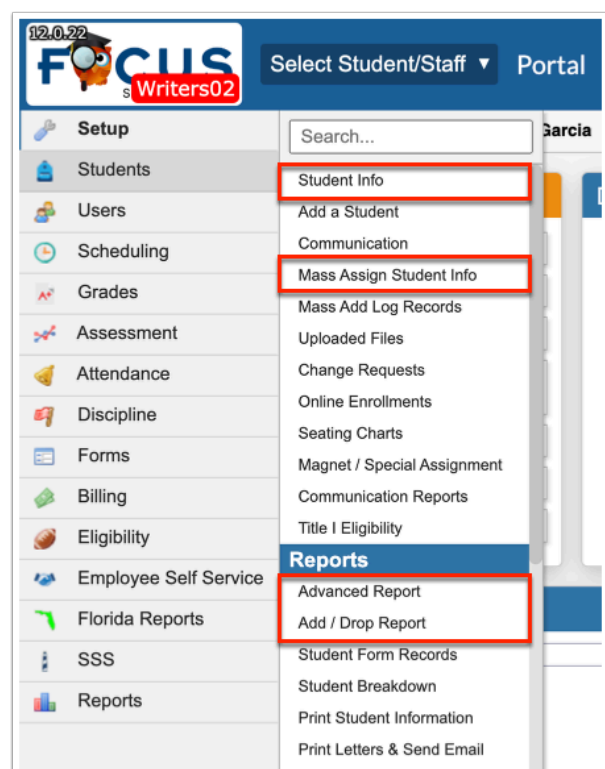 12.0.22
FOCUS
S
Writers02
Select Student/Staff ▼
Portal
Setup
Students
Users
Scheduling
Grades
Assessment
Attendance
Discipline
Forms
Billing
Eligibility
Employee Self Service
Florida Reports
SSS
Reports
Search...
Student Info
Add a Student
Communication
Mass Assign Student Info
Mass Add Log Records
Uploaded Files
Change Requests
Online Enrollments
Seating Charts
Magnet / Special Assignment
Communication Reports
Title I Eligibility
Reports
Advanced Report
Add / Drop Report
Student Form Records
Student Breakdown
Print Student Information
Print Letters & Send Email
Garcia